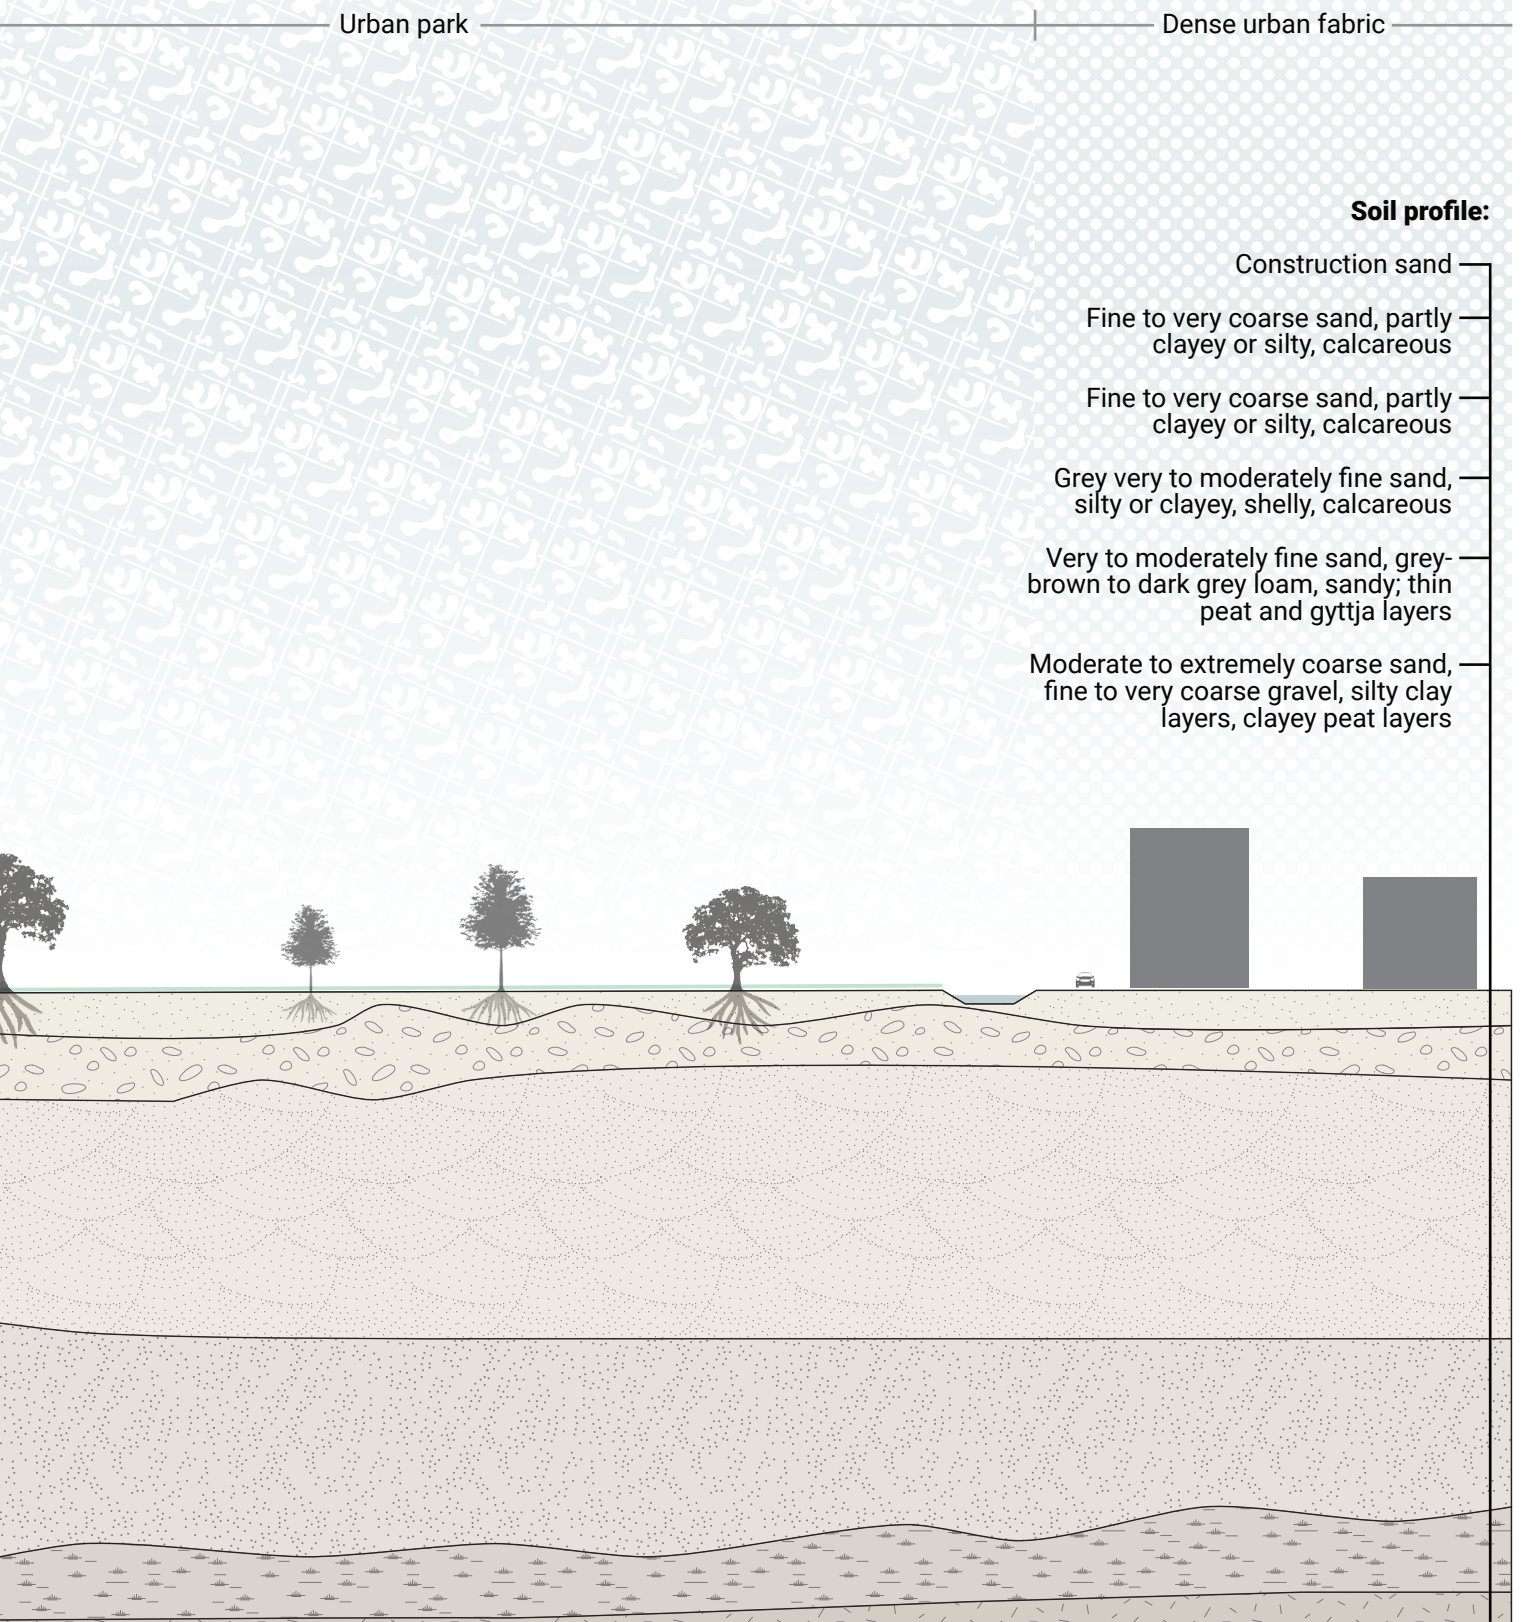 Urban park
Dense urban fabric
Soil profile:
Construction sand
Fine to very coarse sand, partly
clayey or silty, calcareous
Fine to very coarse sand, partly
clayey or silty, calcareous
Grey very to moderately fine sand,
silty or clayey, shelly, calcareous
Very to moderately fine sand, grey-
brown to dark grey loam, sandy; thin
peat and gyttja layers
Moderate to extremely coarse sand,
fine to very coarse gravel, silty clay
layers, clayey peat layers